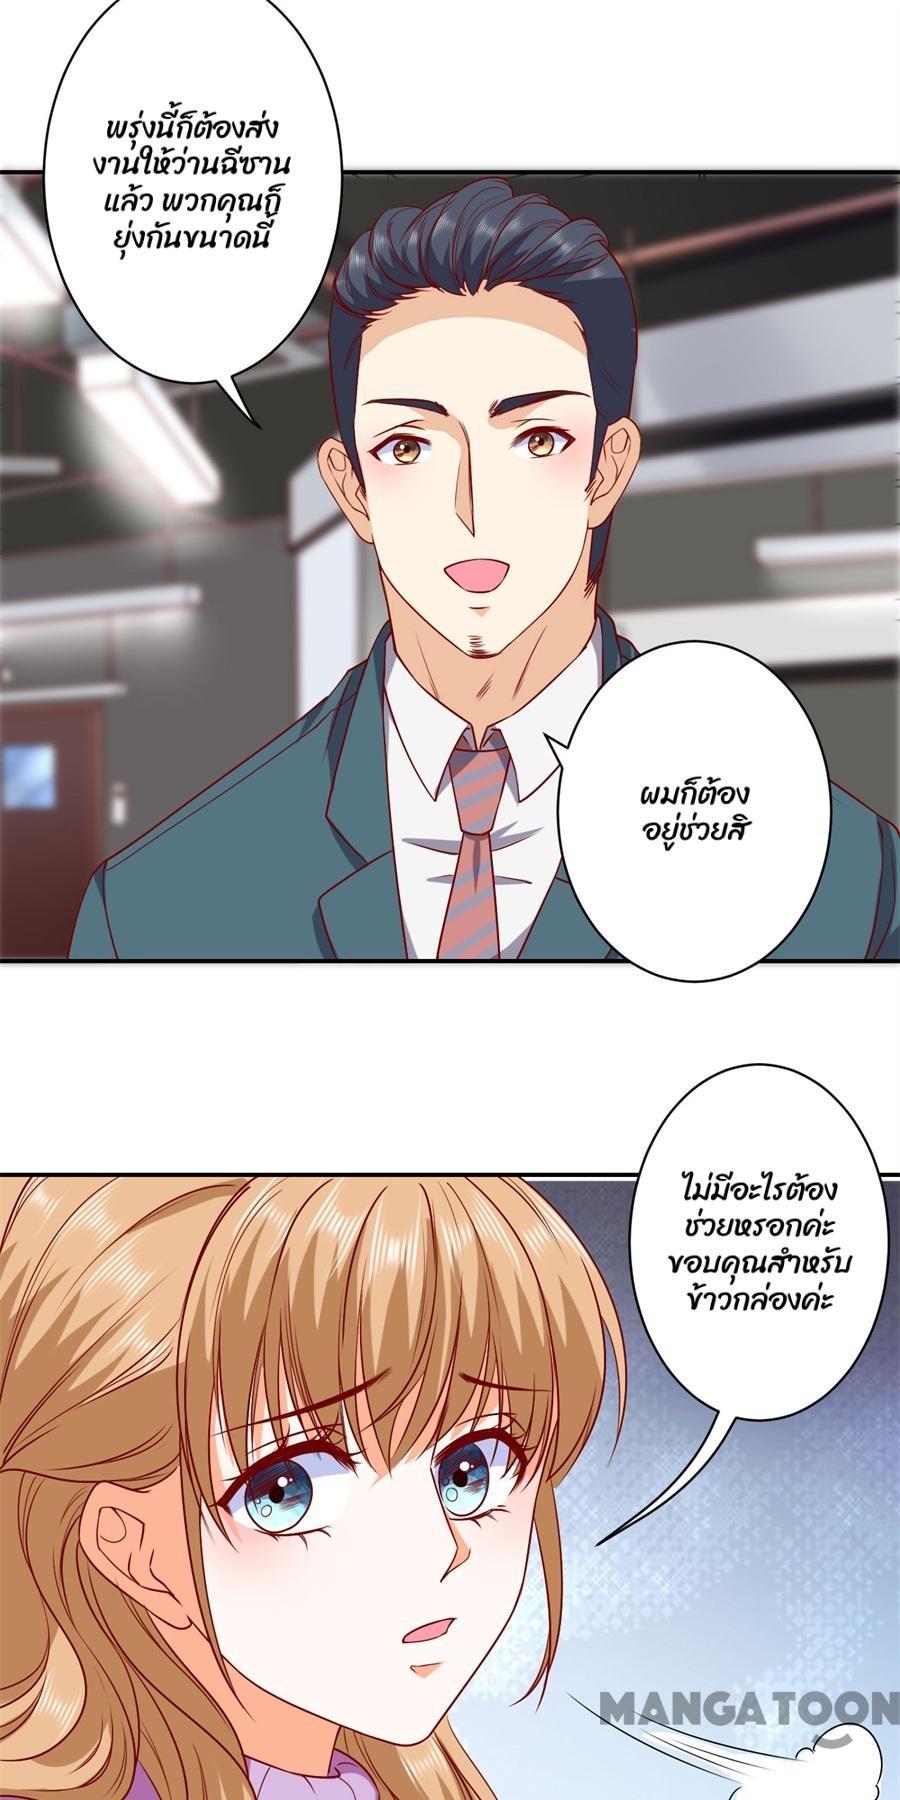 พรุ่งนี้ก็ต้องส่ง
งานให้ว่านฉีซาน
แล้ว พวกคุณก็
ยุ่งกันขนาดนี้
ผมก็ต้อง
อยู่ช่วยสิ
ไม่มีอะไรต้อง
ช่วยหรอกค่ะ
ขอบคุณสำหรับ
ข้าวกล่องค่ะ
MANGA TOON